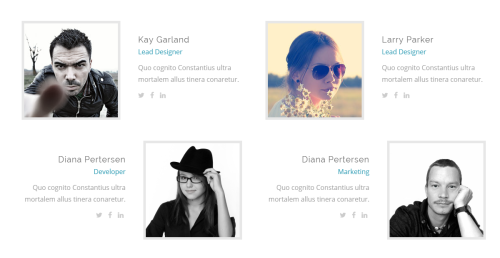 Kay Garland
Lead Designer
Quo cognito Constantius ultra
mortalem allus tinera conaretur.
Larry Parker
Lead Designer
Quo cognito Constantius ultra
mortalem allus tinera conaretur.
Diana Pertersen
Developer
Quo cognito Constantius ultra
mortalem allus tinera conaretur.
Diana Pertersen
Marketing
Quo cognito Constantius ultra
mortalem allus tinera conaretur.